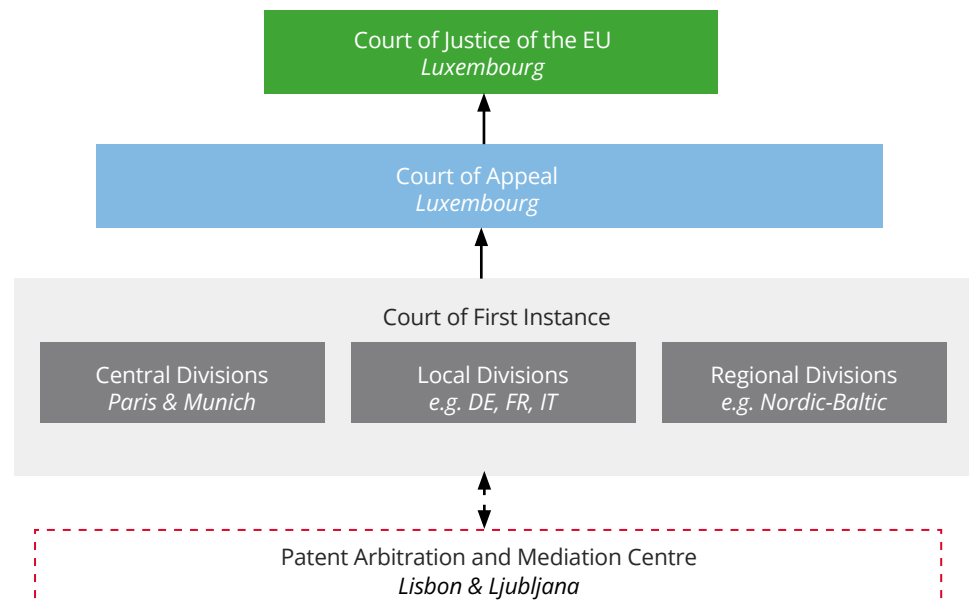 Court of Justice of the EU
Luxembourg
Court of Appeal
Luxembourg
Court of First Instance
Central Divisions
Paris & Munich
Local Divisions
e.g. DE, FR, IT
Regional Divisions
e.g. Nordic-Baltic
Patent Arbitration and Mediation Centre
Lisbon & Ljubljana